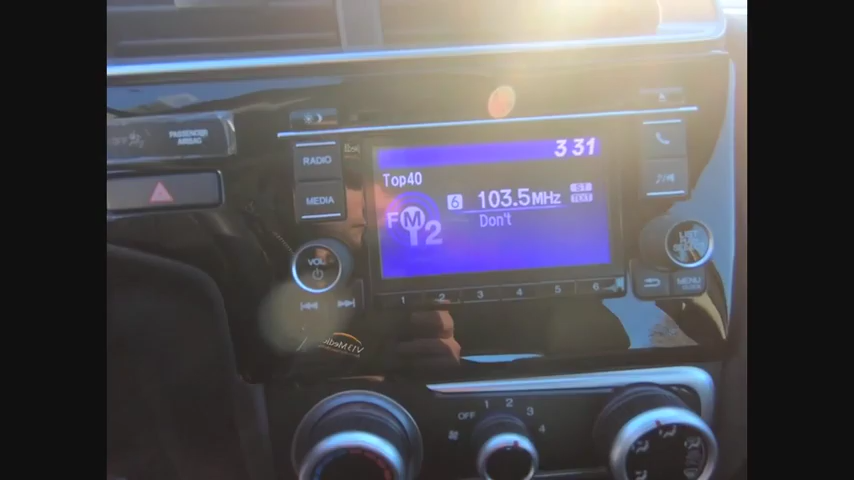 PASSENGER
AIRBAG
RADIO
MEDIA
VOL
3 31
Top40
FM 2
6 103.5MHz
ST
TEXT
Don't
1 2 3 4 5 6
MENU
OFF 1 2 3 4